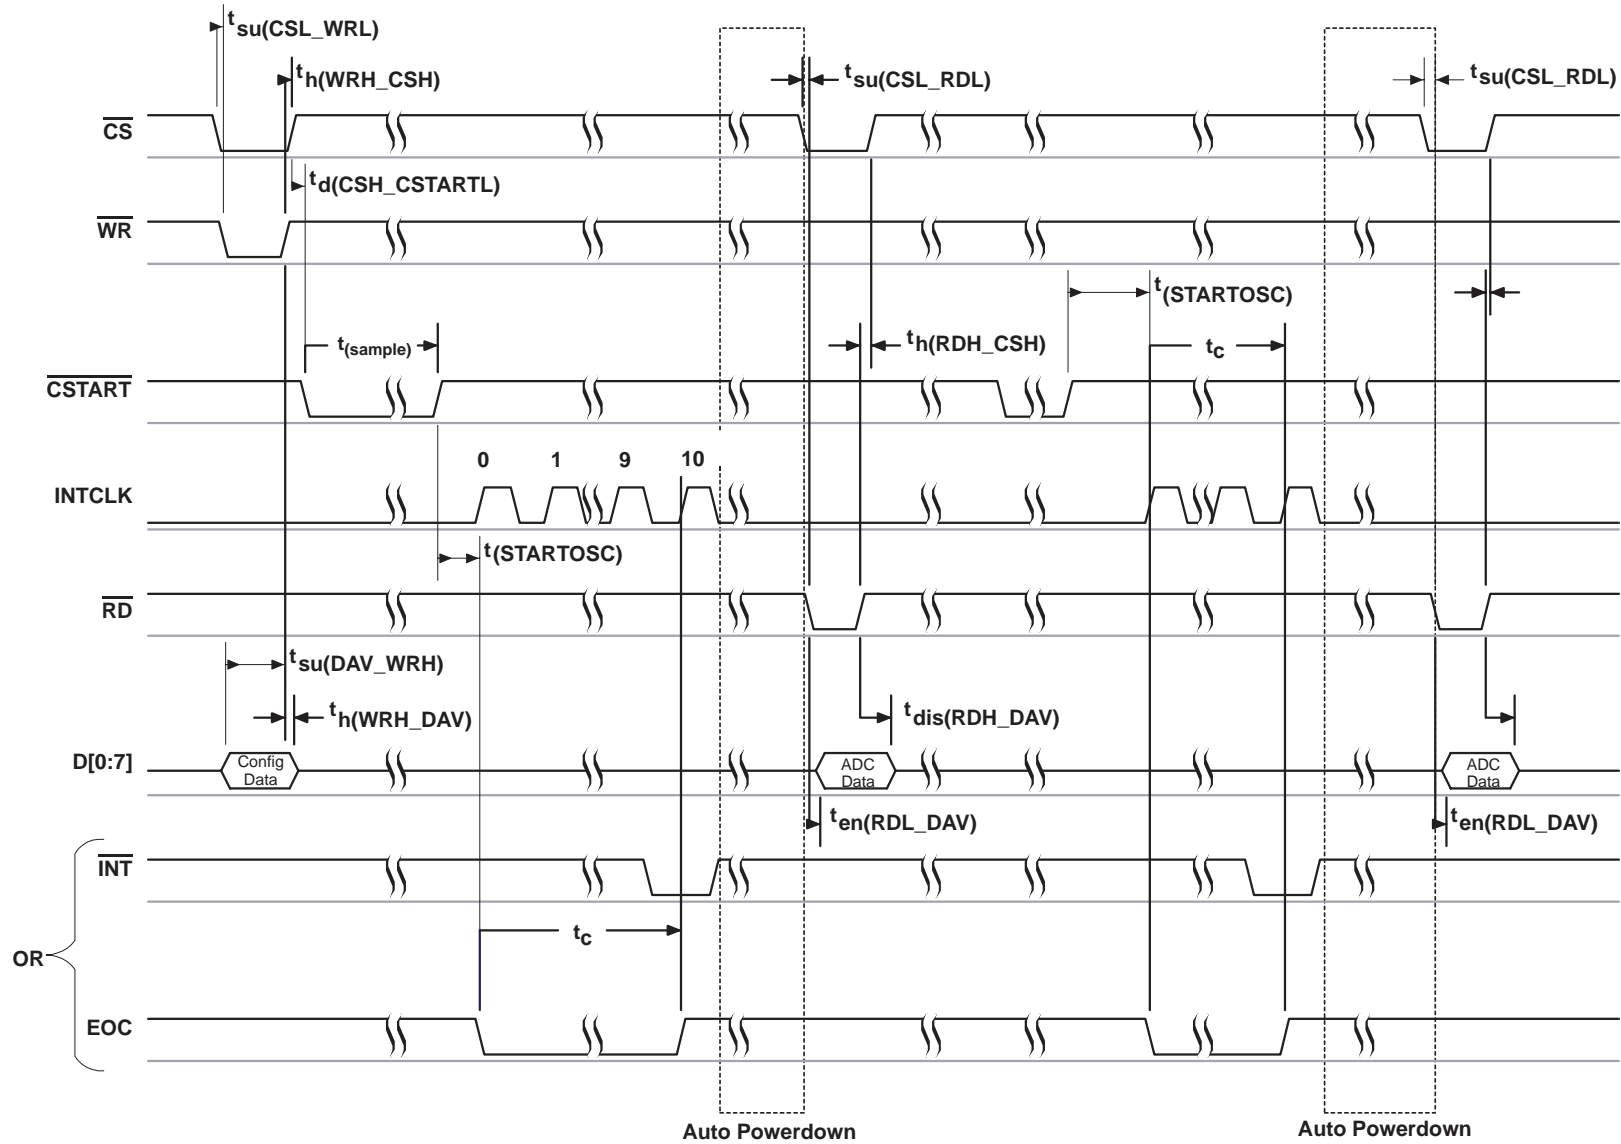 tsu(CSL_WRL)
th(WRH_CSH)
tsu(CSL_RDL)
tsu(CSL_RDL)
CS
td(CSH_CSTARTL)
WR
t(STARTOSC)
t(sample)
th(RDH_CSH)
tc
CSTART
0 1 9 10
INTCLK
t(STARTOSC)
RD
tsu(DAV_WRH)
th(WRH_DAV)
tdis(RDH_DAV)
D[0:7]
Config
Data
ADC
Data
ADC
Data
ten(RDL_DAV)
ten(RDL_DAV)
INT
tc
OR
EOC
Auto Powerdown
Auto Powerdown